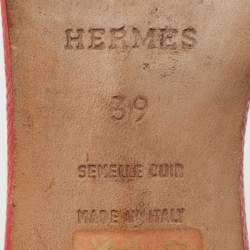 HERMES
39
SEMELLE CUIR
MADE IN ITALY